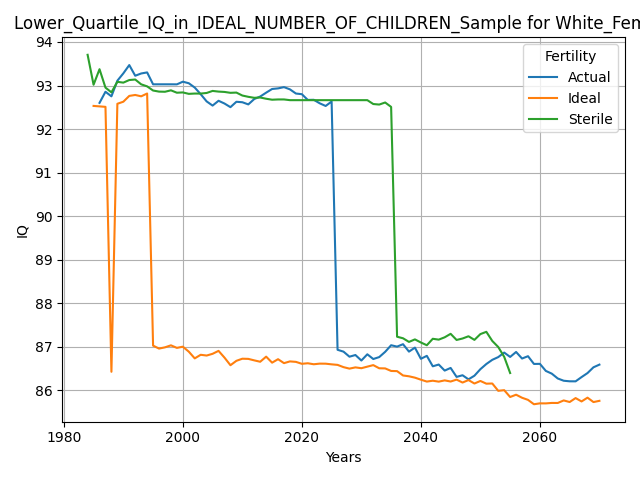 Lower_Quartile_IQ_in_IDEAL_NUMBER_OF_CHILDREN_Sample for White_Fem
Fertility
Actual
Ideal
Sterile
94
93
92
91
90
89
88
87
86
IQ
1980
2000
2020
2040
2060
Years